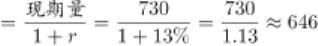 = 现期量 / (1 + r) = 730 / (1 + 13%) = 730 / 1.13 ≈ 646